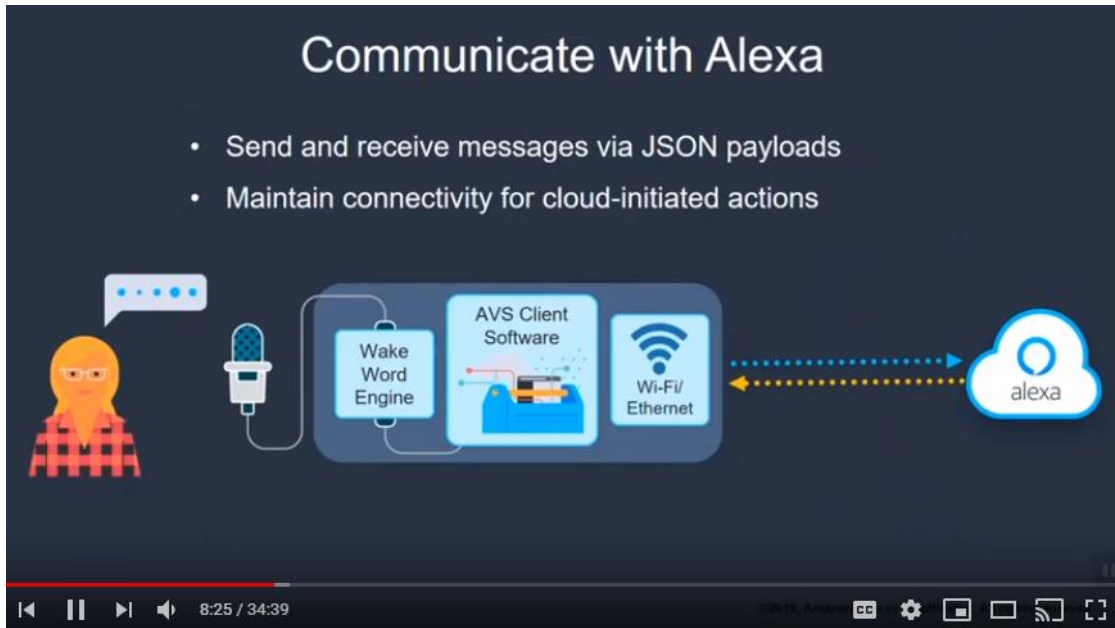 Communicate with Alexa
• Send and receive messages via JSON payloads
• Maintain connectivity for cloud-initiated actions
Wake
Word
Engine
AVS Client
Software
Wi-Fi/
Ethernet
alexa
8:25 / 34:39
CC